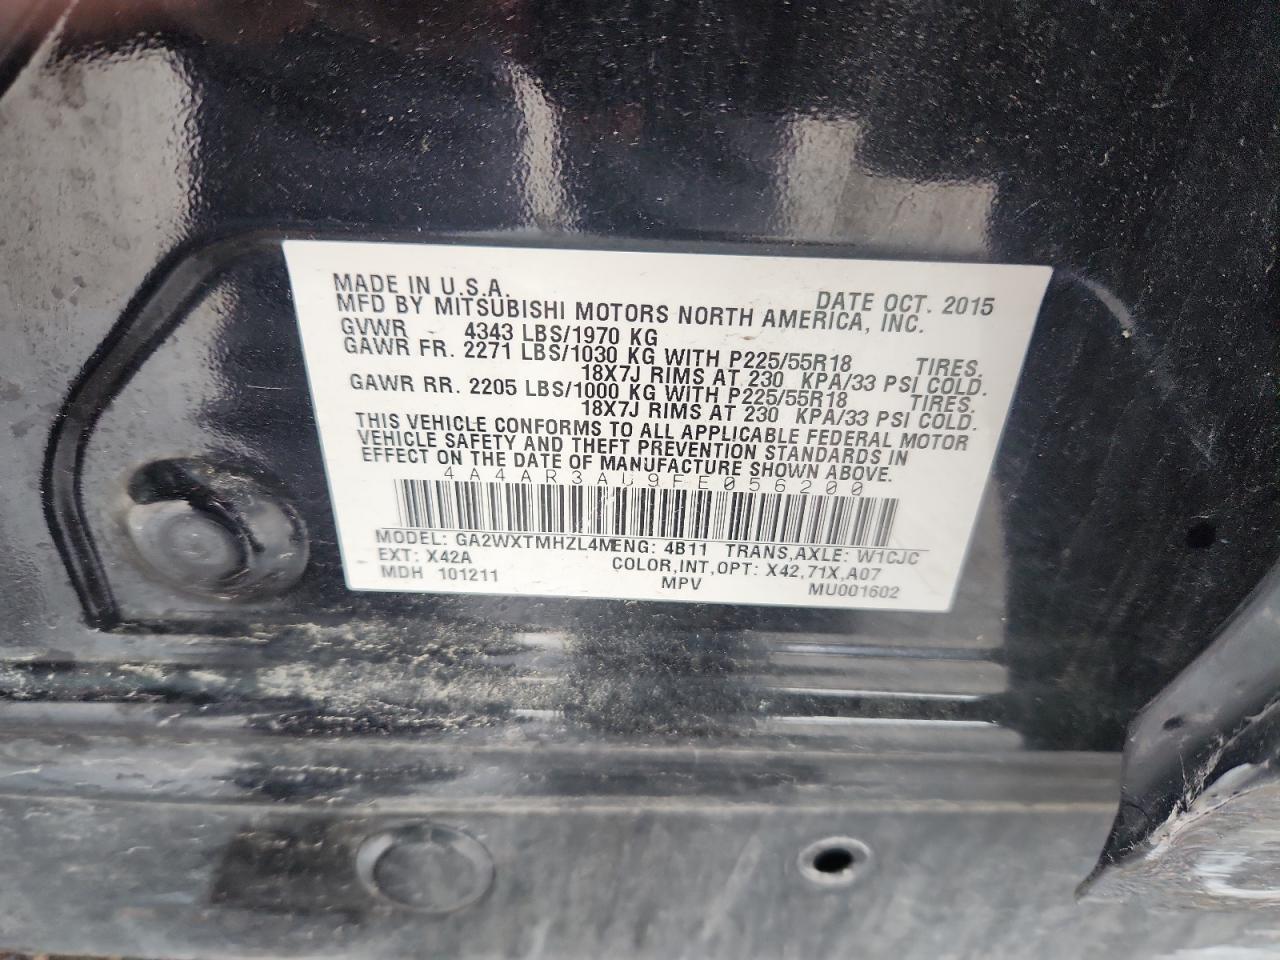 MADE IN U.S.A. DATE OCT. 2015
MFD BY MITSUBISHI MOTORS NORTH AMERICA, INC.
GVWR 4343 LBS/1970 KG
GAWR FR. 2271 LBS/1030 KG WITH P225/55R18 TIRES.
18X7J RIMS AT 230 KPA/33 PSI COLD.
GAWR RR. 2205 LBS/1000 KG WITH P225/55R18 TIRES.
18X7J RIMS AT 230 KPA/33 PSI COLD.
THIS VEHICLE CONFORMS TO ALL APPLICABLE FEDERAL MOTOR
VEHICLE SAFETY AND THEFT PREVENTION STANDARDS IN
EFFECT ON THE DATE OF MANUFACTURE SHOWN ABOVE.
4A4AR3AU9FE056200
MODEL: GA2WXTMHZL4M ENG: 4B11 TRANS,AXLE: W1CJC
EXT: X42A COLOR,INT,OPT: X42,71X,A07
MDH 101211 MPV MU001602